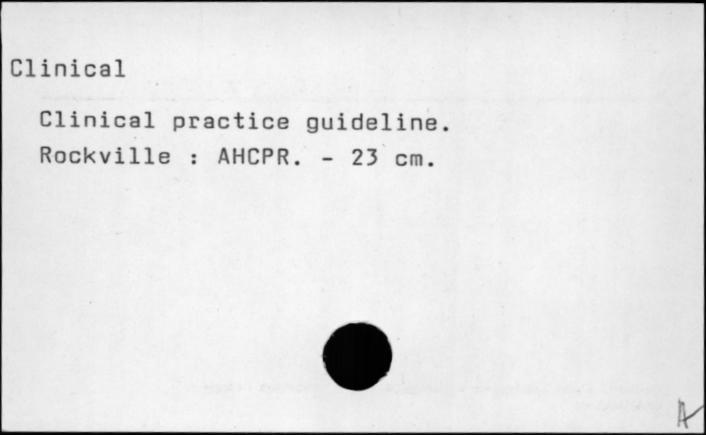 Clinical
Clinical practice guideline.
Rockville : AHCPR. - 23 cm.
A